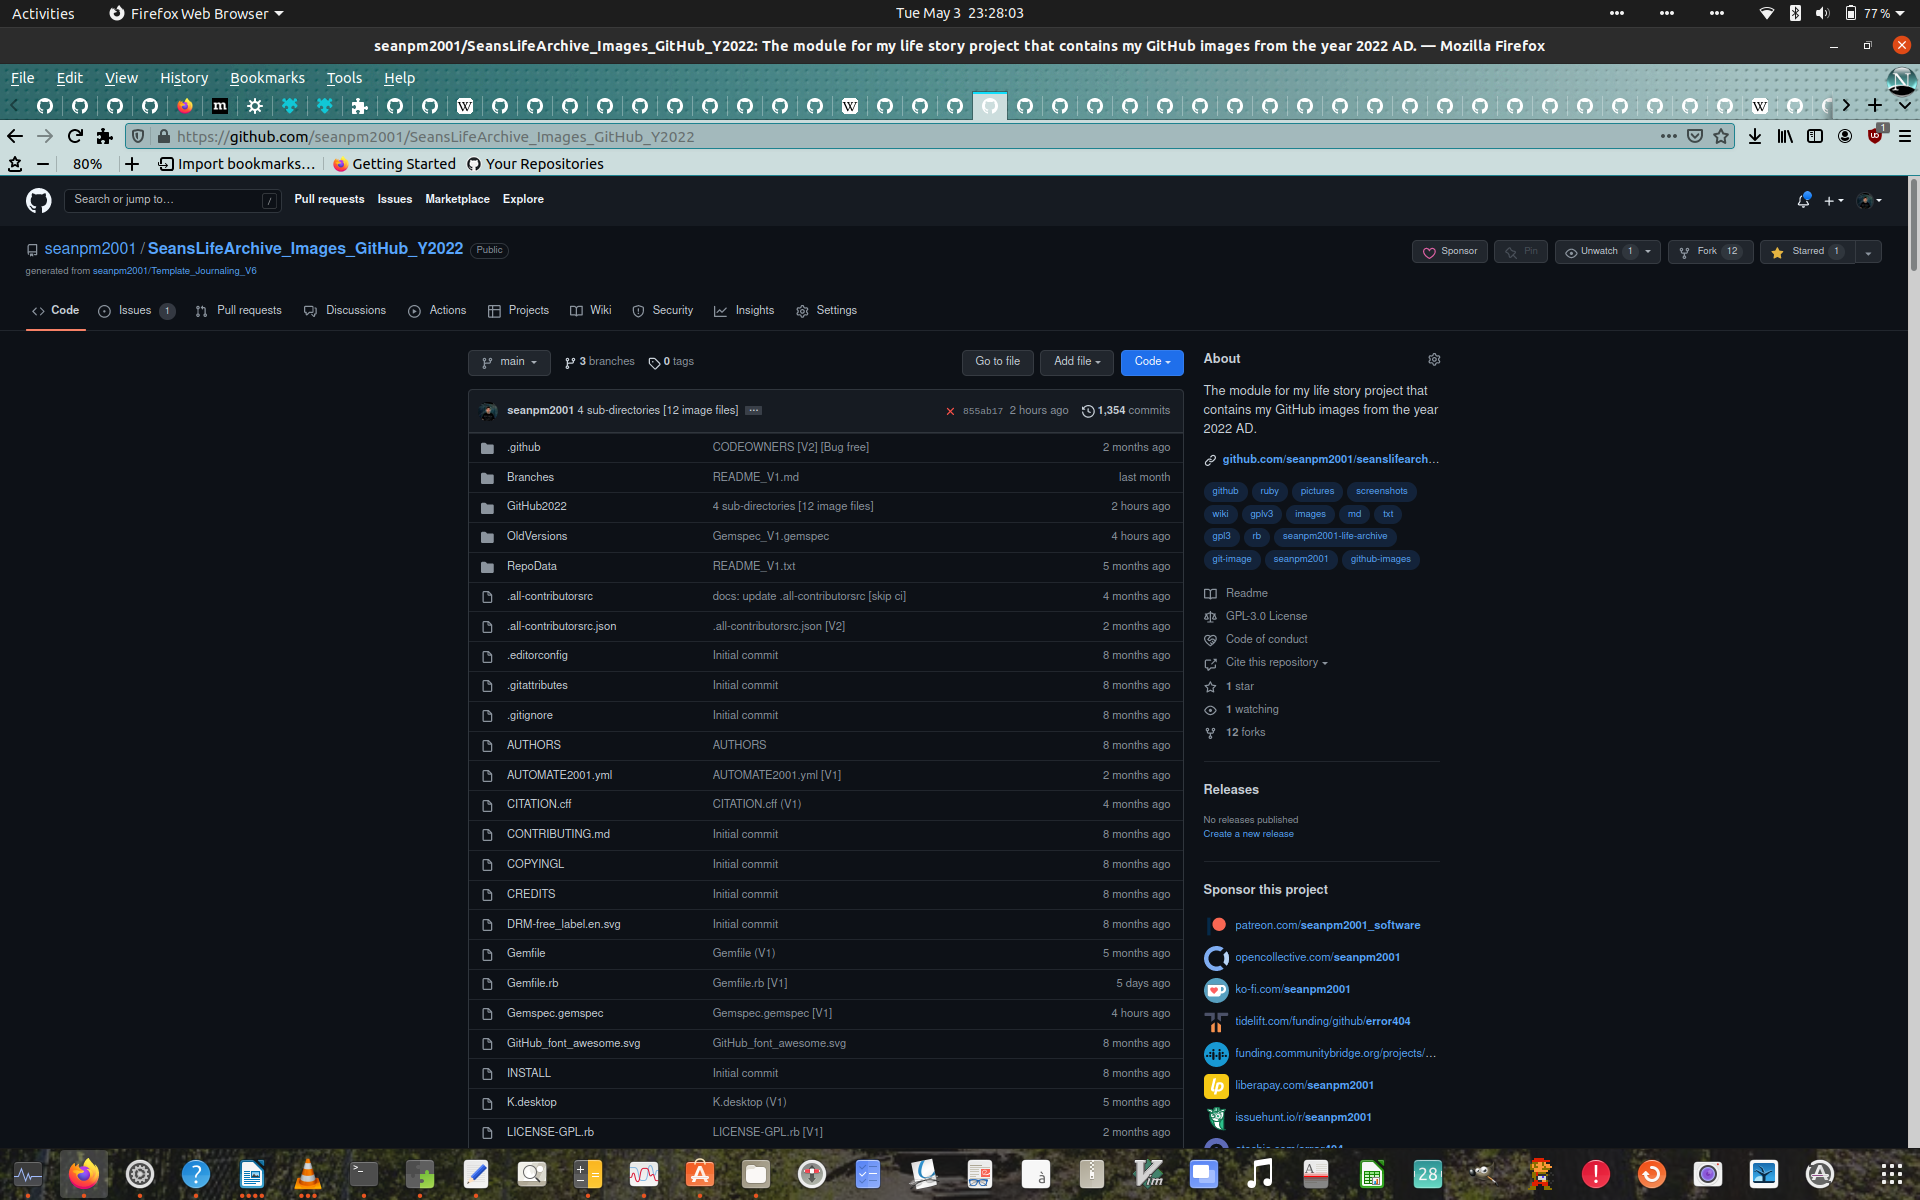 Activities Firefox Web Browser Tue May 3 23:28:03 77 %
seanpm2001/SeansLifeArchive_Images_GitHub_Y2022: The module for my life story project that contains my GitHub images from the year 2022 AD. — Mozilla Firefox
File Edit View History Bookmarks Tools Help
https://github.com/seanpm2001/SeansLifeArchive_Images_GitHub_Y2022 1
80% Import bookmarks… Getting Started Your Repositories
Search or jump to… / Pull requests Issues Marketplace Explore
seanpm2001 / SeansLifeArchive_Images_GitHub_Y2022 Public Sponsor Pin Unwatch 1 Fork 12 Starred 1
generated from seanpm2001/Template_Journaling_V6
Code Issues 1 Pull requests Discussions Actions Projects Wiki Security Insights Settings
main 3 branches 0 tags Go to file Add file Code
seanpm2001 4 sub-directories [12 image files] ... 855ab17 2 hours ago 1,354 commits
.github CODEOWNERS [V2] [Bug free] 2 months ago
Branches README_V1.md last month
GitHub2022 4 sub-directories [12 image files] 2 hours ago
OldVersions Gemspec_V1.gemspec 4 hours ago
RepoData README_V1.txt 5 months ago
.all-contributorsrc docs: update .all-contributorsrc [skip ci] 4 months ago
.all-contributorsrc.json .all-contributorsrc.json [V2] 2 months ago
.editorconfig Initial commit 8 months ago
.gitattributes Initial commit 8 months ago
.gitignore Initial commit 8 months ago
AUTHORS AUTHORS 8 months ago
AUTOMATE2001.yml AUTOMATE2001.yml [V1] 2 months ago
CITATION.cff CITATION.cff (V1) 4 months ago
CONTRIBUTING.md Initial commit 8 months ago
COPYINGL Initial commit 8 months ago
CREDITS Initial commit 8 months ago
DRM-free_label.en.svg Initial commit 8 months ago
Gemfile Gemfile (V1) 5 months ago
Gemfile.rb Gemfile.rb [V1] 5 days ago
Gemspec.gemspec Gemspec.gemspec [V1] 4 hours ago
GitHub_font_awesome.svg GitHub_font_awesome.svg 8 months ago
INSTALL Initial commit 8 months ago
K.desktop K.desktop (V1) 5 months ago
LICENSE-GPL.rb LICENSE-GPL.rb [V1] 2 months ago
About
The module for my life story project that
contains my GitHub images from the year
2022 AD.
github.com/seanpm2001/seanslifearch…
github ruby pictures screenshots
wiki gplv3 images md txt
gpl3 rb seanpm2001-life-archive
git-image seanpm2001 github-images
Readme
GPL-3.0 License
Code of conduct
Cite this repository
1 star
1 watching
12 forks
Releases
No releases published
Create a new release
Sponsor this project
patreon.com/seanpm2001_software
opencollective.com/seanpm2001
ko-fi.com/seanpm2001
tidelift.com/funding/github/error404
funding.communitybridge.org/projects/…
liberapay.com/seanpm2001
issuehunt.io/r/seanpm2001
28